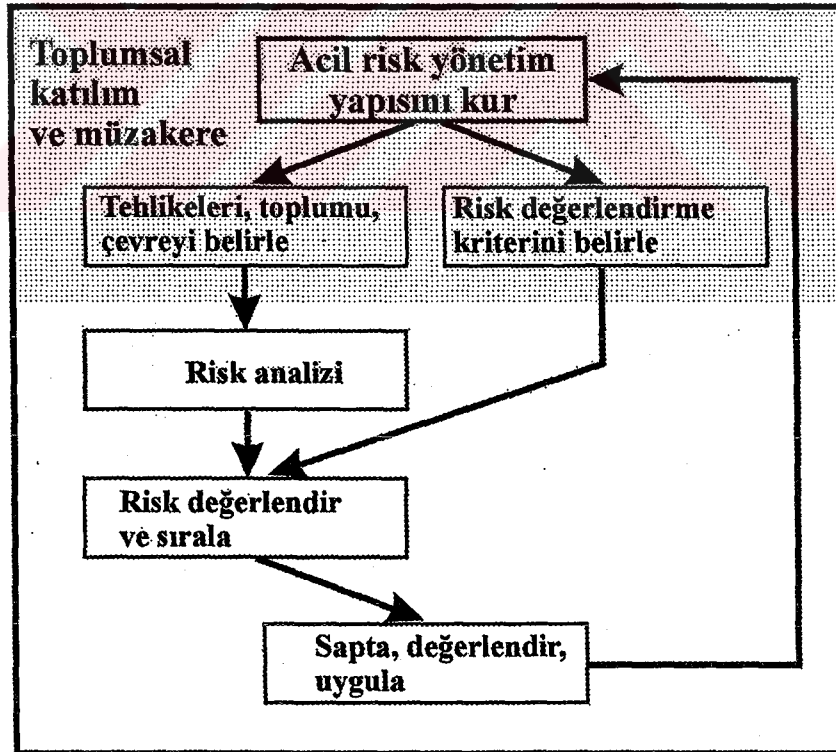 Toplumsal
katılım
ve müzakere
Acil risk yönetim
yapısını kur
Tehlikeleri, toplumu,
çevreyi belirle
Risk değerlendirme
kriterini belirle
Risk analizi
Risk değerlendir
ve sırala
Sapta, değerlendir,
uygula